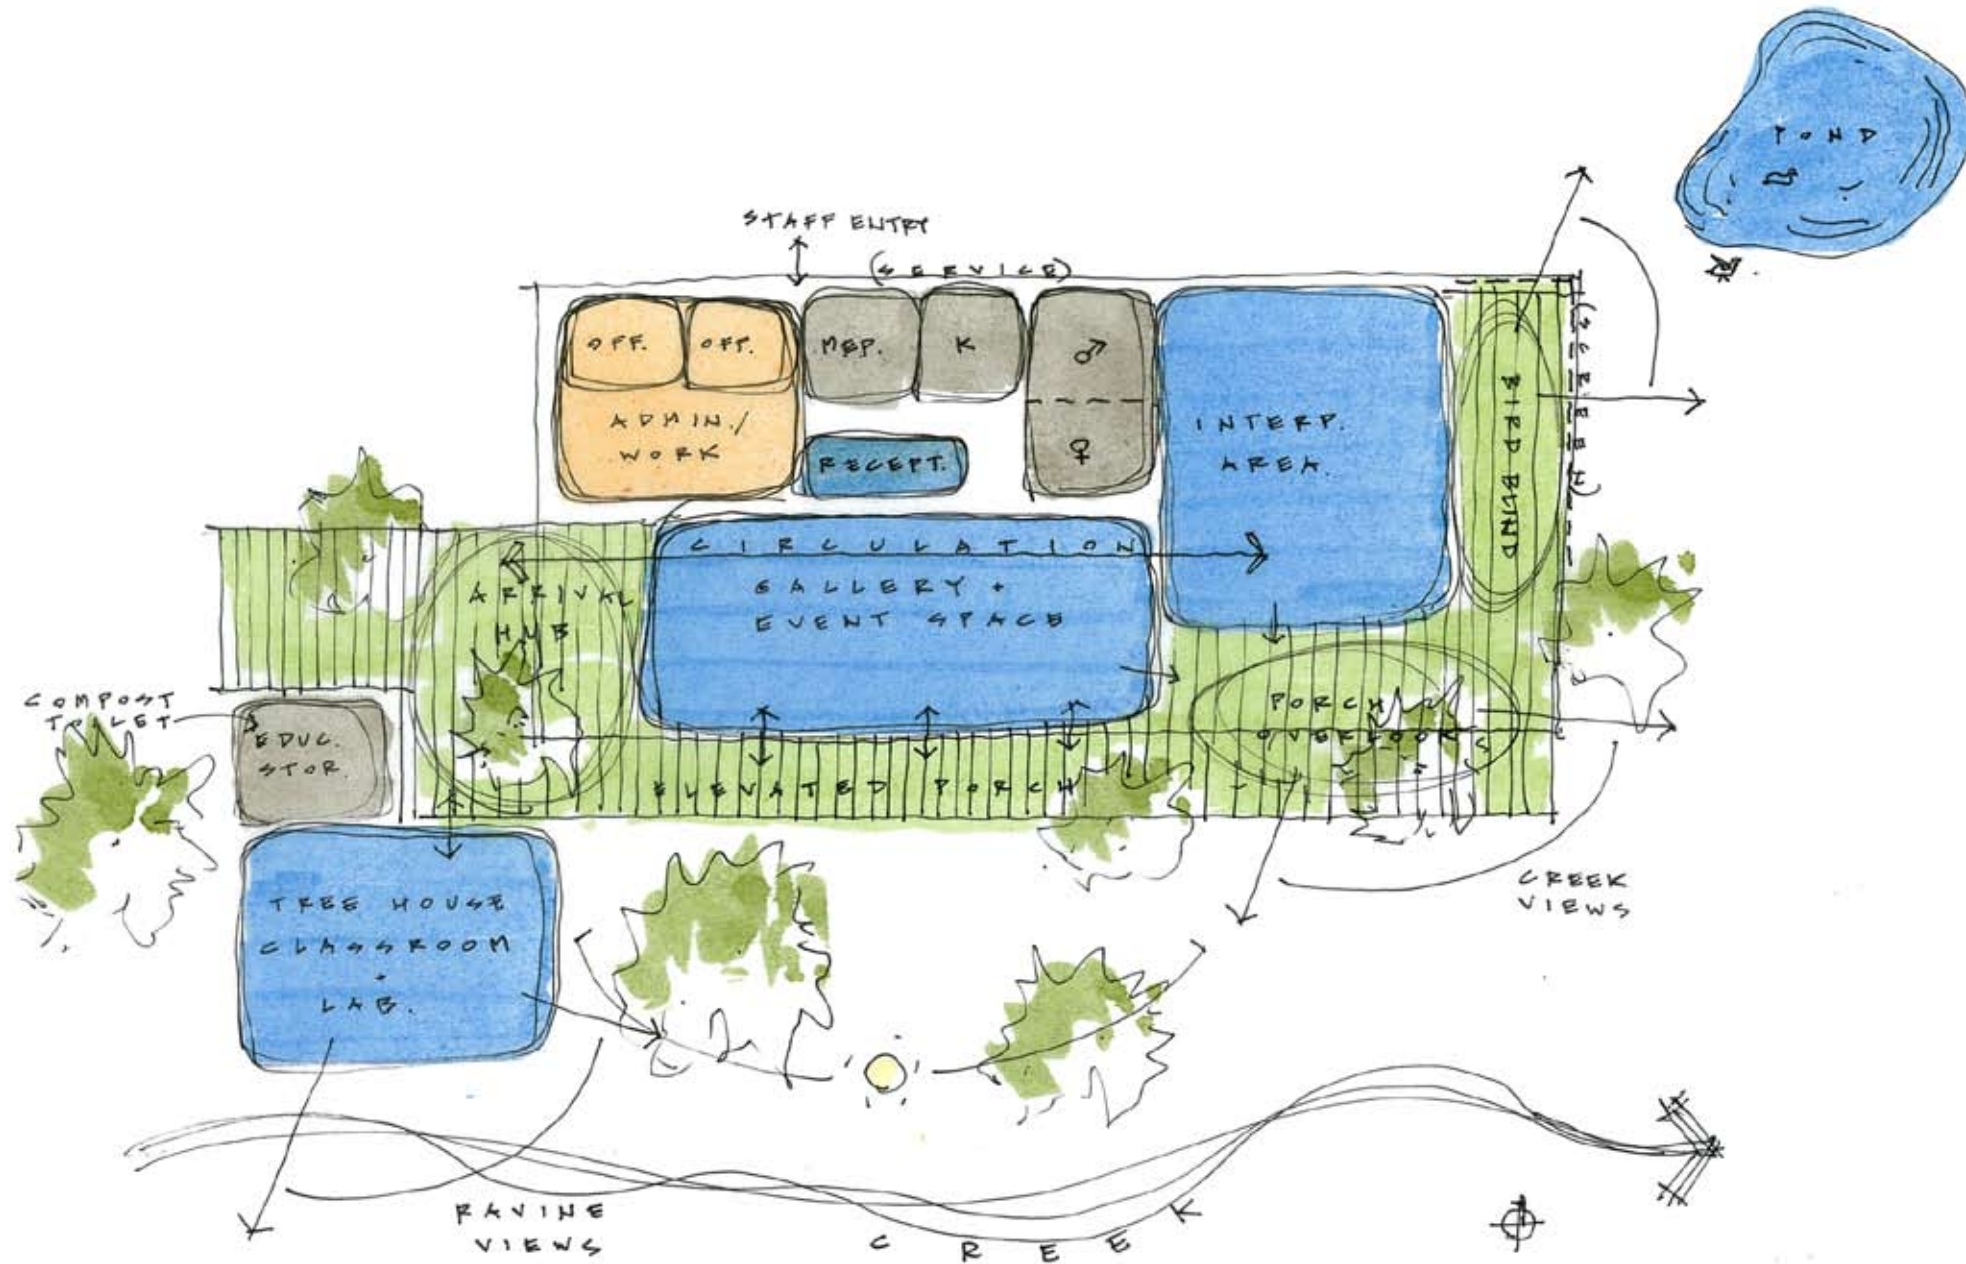 POND
STAFF ENTRY
(SERVICE)
OFF.
OFF.
MEP.
K
ADMIN./
WORK
RECEPT.
INTERP.
AREA.
BIRD BLIND
(SCREEN)
CIRCULATION
GALLERY +
EVENT SPACE
ARRIVAL
HUB
COMPOST
TOILET
EDUC.
STOR.
PORCH
OVERLOOKS
ELEVATED PORCH
TREE HOUSE
CLASSROOM
+
LAB.
CREEK
VIEWS
RAVINE
VIEWS
CREEK